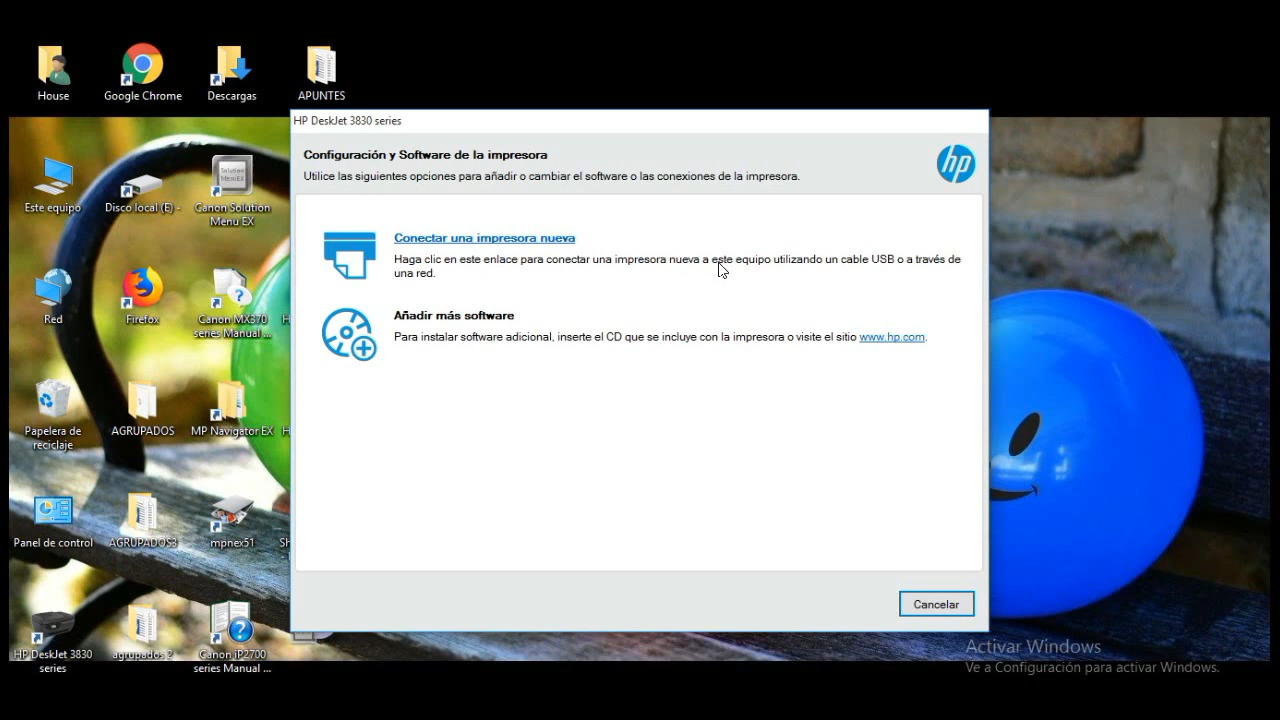 House
Google Chrome
Descargas
APUNTES
HP DeskJet 3830 series
Configuración y Software de la impresora
Utilice las siguientes opciones para añadir o cambiar el software o las conexiones de la impresora.
hp
Conectar una impresora nueva
Haga clic en este enlace para conectar una impresora nueva a este equipo utilizando un cable USB o a través de
una red.
Añadir más software
Para instalar software adicional, inserte el CD que se incluye con la impresora o visite el sitio www.hp.com.
Cancelar
Este equipo
Disco local (E) -
Solution
MenuEX
Canon Solution
Menu EX
Red
Firefox
Canon MX370
series Manual ...
H
Papelera de
reciclaje
AGRUPADOS
MP Navigator EX
H
Panel de control
AGRUPADOS3
mpnex51
Sh
HP DeskJet 3830
series
agrupados 2
Canon iP2700
series Manual ...
Activar Windows
Ve a Configuración para activar Windows.